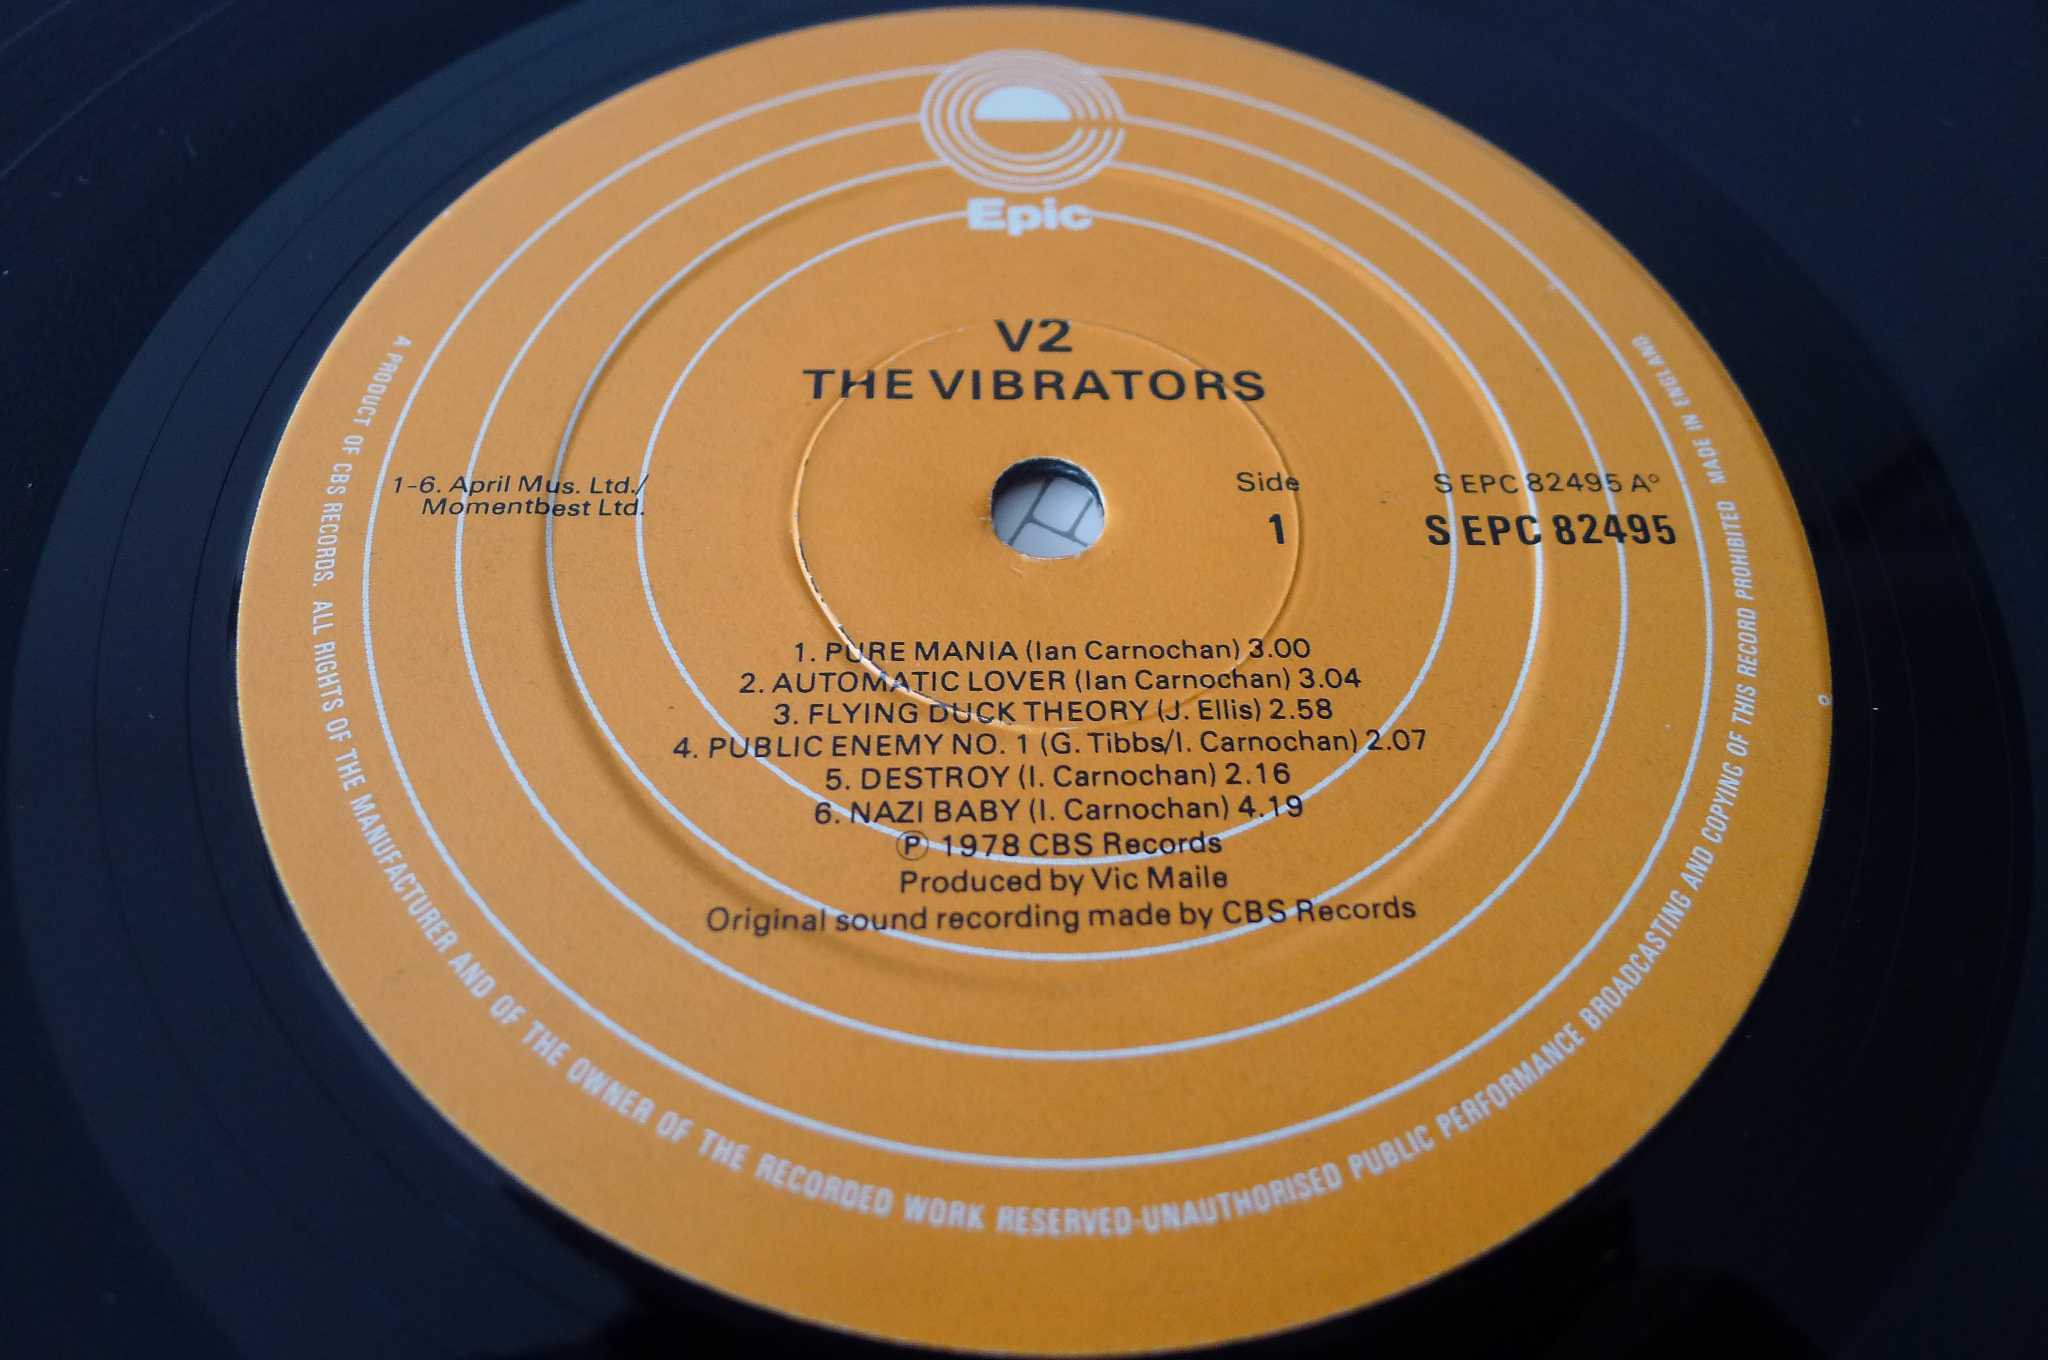 Epic
V2
THE VIBRATORS
1-6. April Mus. Ltd./
Momentbest Ltd.
Side
1
S EPC 82495 A°
S EPC 82495
1. PURE MANIA (Ian Carnochan) 3.00
2. AUTOMATIC LOVER (Ian Carnochan) 3.04
3. FLYING DUCK THEORY (J. Ellis) 2.58
4. PUBLIC ENEMY NO. 1 (G. Tibbs/I. Carnochan) 2.07
5. DESTROY (I. Carnochan) 2.16
6. NAZI BABY (I. Carnochan) 4.19
Ⓟ 1978 CBS Records
Produced by Vic Maile
Original sound recording made by CBS Records
A PRODUCT OF CBS RECORDS. ALL RIGHTS OF THE MANUFACTURER AND OF THE OWNER OF THE RECORDED WORK RESERVED-UNAUTHORISED PUBLIC PERFORMANCE BROADCASTING AND COPYING OF THIS RECORD PROHIBITED MADE IN ENGLAND